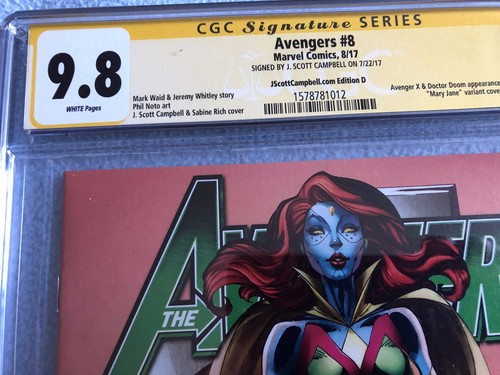 CGC Signature SERIES
9.8
WHITE Pages
Avengers #8
Marvel Comics, 8/17
SIGNED BY J. SCOTT CAMPBELL ON 7/22/17
JScottCampbell.com Edition D
1578781012
Mark Waid & Jeremy Whitley story
Phil Noto art
J. Scott Campbell & Sabine Rich cover
Avenger X & Doctor Doom appearance
"Mary Jane" variant cover
THE